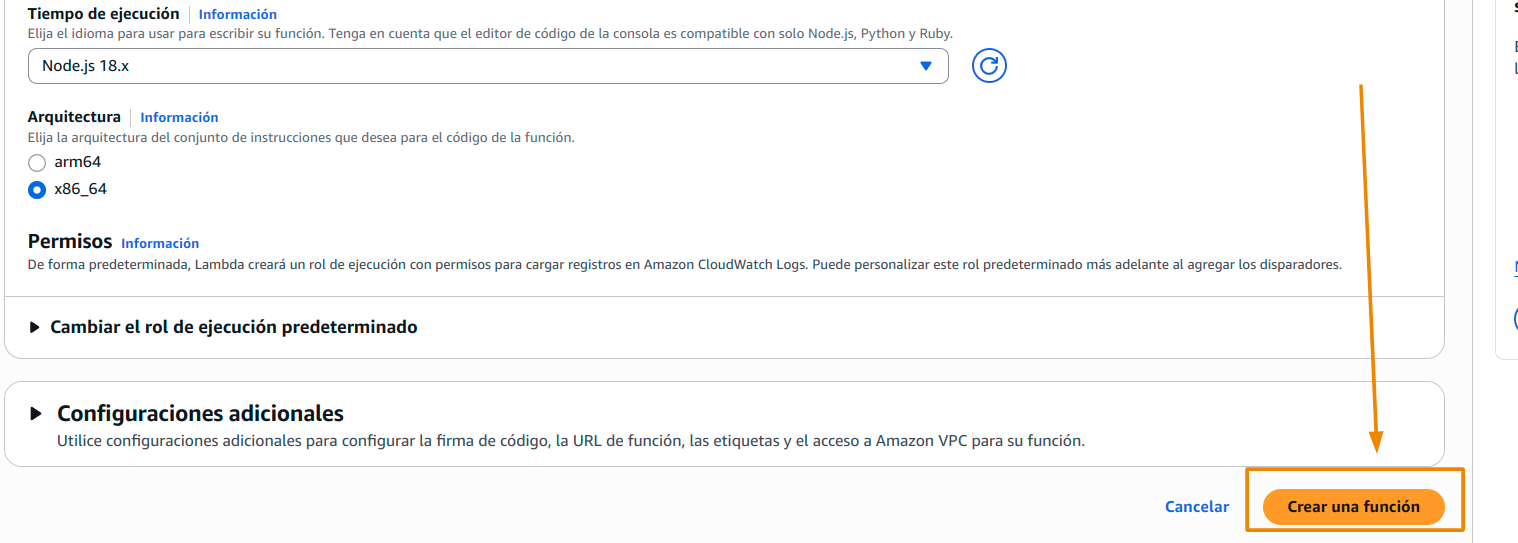 Tiempo de ejecución Información
Elija el idioma para usar para escribir su función. Tenga en cuenta que el editor de código de la consola es compatible con solo Node.js, Python y Ruby.
Node.js 18.x
Arquitectura Información
Elija la arquitectura del conjunto de instrucciones que desea para el código de la función.
arm64
x86_64
Permisos Información
De forma predeterminada, Lambda creará un rol de ejecución con permisos para cargar registros en Amazon CloudWatch Logs. Puede personalizar este rol predeterminado más adelante al agregar los disparadores.
Cambiar el rol de ejecución predeterminado
Configuraciones adicionales
Utilice configuraciones adicionales para configurar la firma de código, la URL de función, las etiquetas y el acceso a Amazon VPC para su función.
Cancelar Crear una función